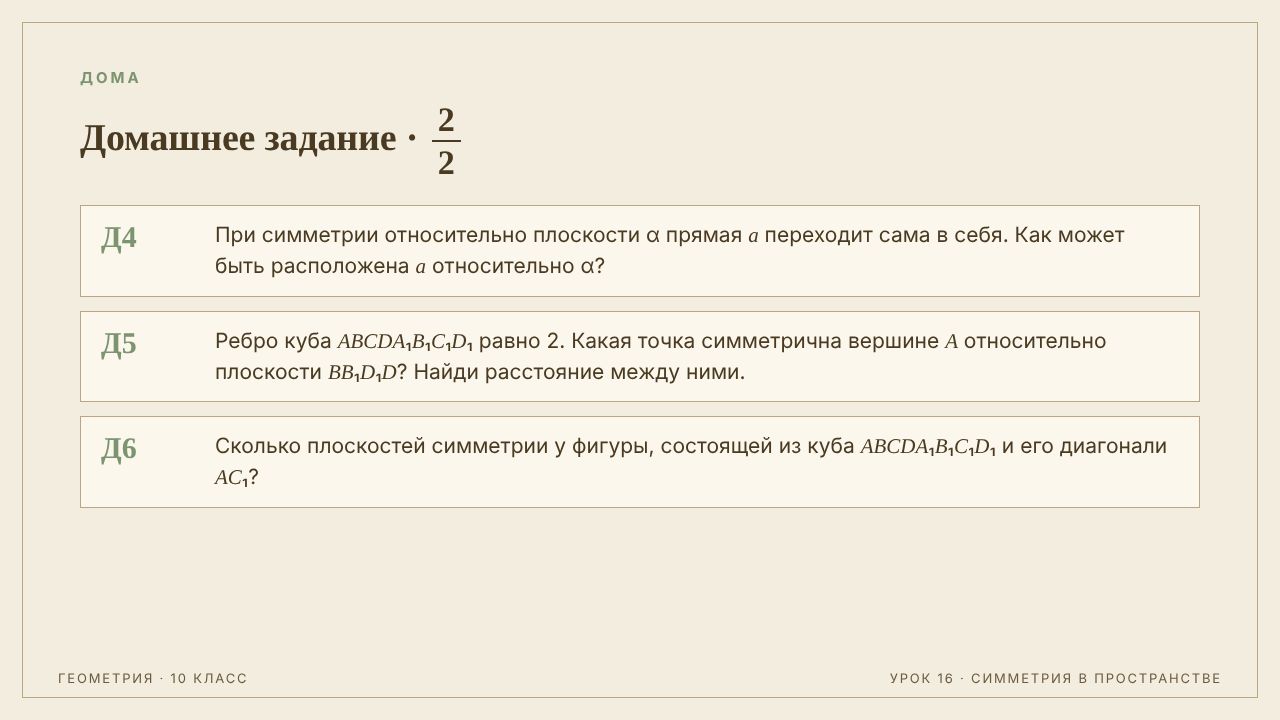 ДОМА
Домашнее задание · 2/2
Д4
При симметрии относительно плоскости α прямая a переходит сама в себя. Как может
быть расположена a относительно α?
Д5
Ребро куба ABCDA₁B₁C₁D₁ равно 2. Какая точка симметрична вершине A относительно
плоскости BB₁D₁D? Найди расстояние между ними.
Д6
Сколько плоскостей симметрии у фигуры, состоящей из куба ABCDA₁B₁C₁D₁ и его диагонали
AC₁?
ГЕОМЕТРИЯ · 10 КЛАСС
УРОК 16 · СИММЕТРИЯ В ПРОСТРАНСТВЕ